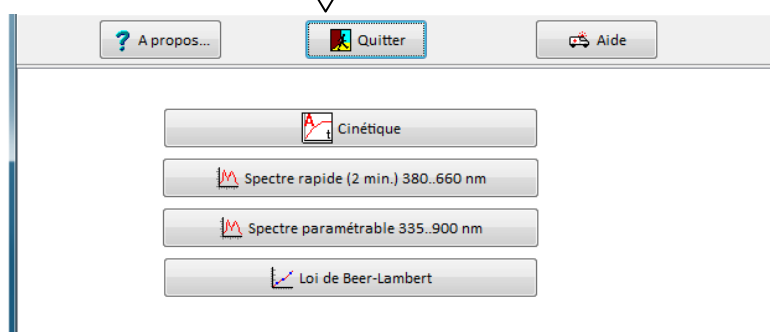 A propos... Quitter Aide
Cinétique
Spectre rapide (2 min.) 380..660 nm
Spectre paramétrable 335..900 nm
Loi de Beer-Lambert